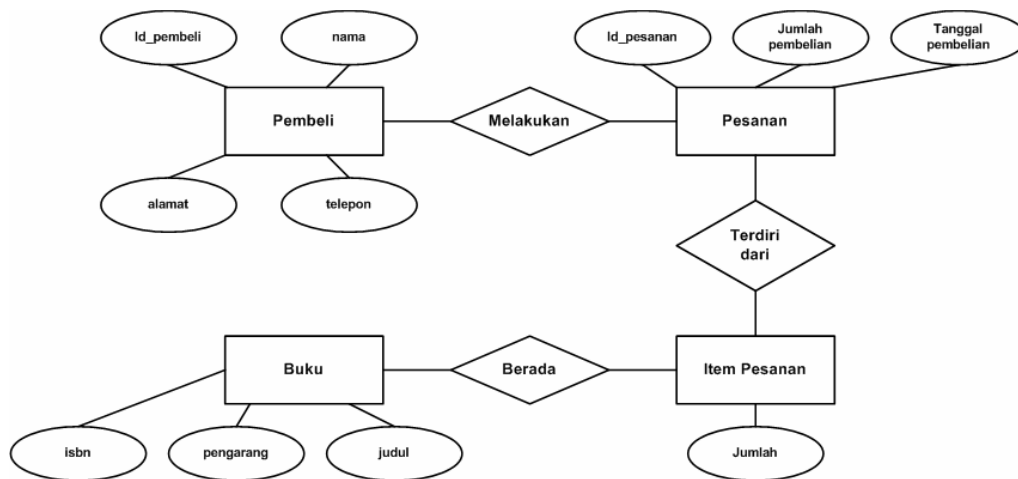 Id_pembeli
nama
Id_pesanan
Jumlah
pembelian
Tanggal
pembelian
Pembeli
Melakukan
Pesanan
alamat
telepon
Terdiri
dari
Buku
Berada
Item Pesanan
isbn
pengarang
judul
Jumlah